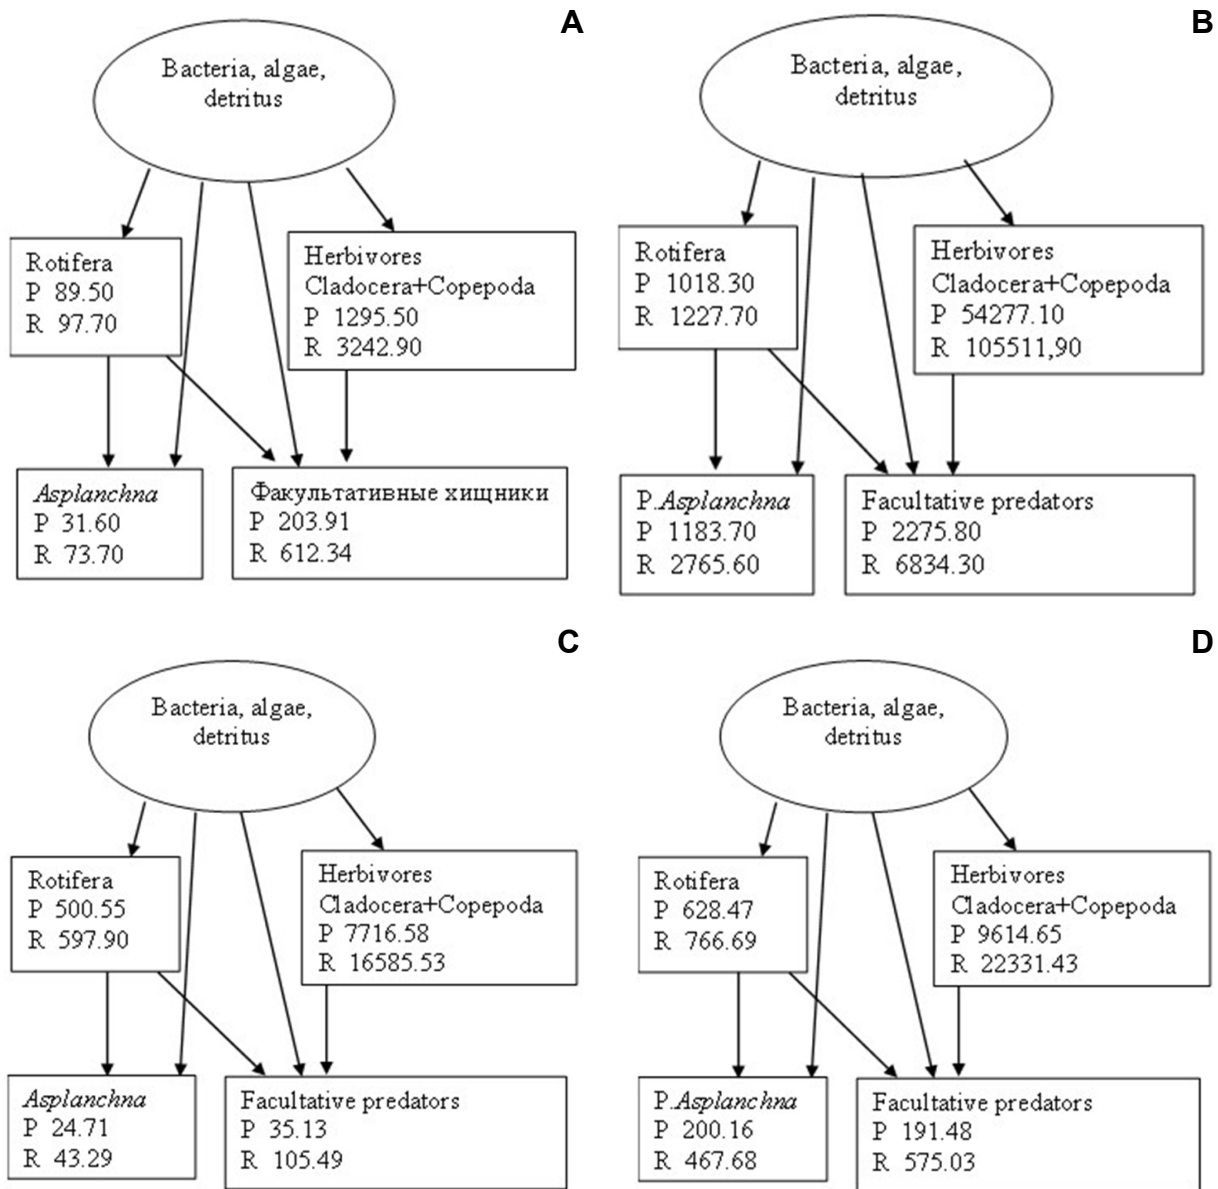 A
Bacteria, algae,
detritus
Rotifera
P 89.50
R 97.70
Herbivores
Cladocera+Copepoda
P 1295.50
R 3242.90
Asplanchna
P 31.60
R 73.70
Факультативные хищники
P 203.91
R 612.34
B
Bacteria, algae,
detritus
Rotifera
P 1018.30
R 1227.70
Herbivores
Cladocera+Copepoda
P 54277.10
R 105511,90
P.Asplanchna
P 1183.70
R 2765.60
Facultative predators
P 2275.80
R 6834.30
C
Bacteria, algae,
detritus
Rotifera
P 500.55
R 597.90
Herbivores
Cladocera+Copepoda
P 7716.58
R 16585.53
Asplanchna
P 24.71
R 43.29
Facultative predators
P 35.13
R 105.49
D
Bacteria, algae,
detritus
Rotifera
P 628.47
R 766.69
Herbivores
Cladocera+Copepoda
P 9614.65
R 22331.43
P.Asplanchna
P 200.16
R 467.68
Facultative predators
P 191.48
R 575.03